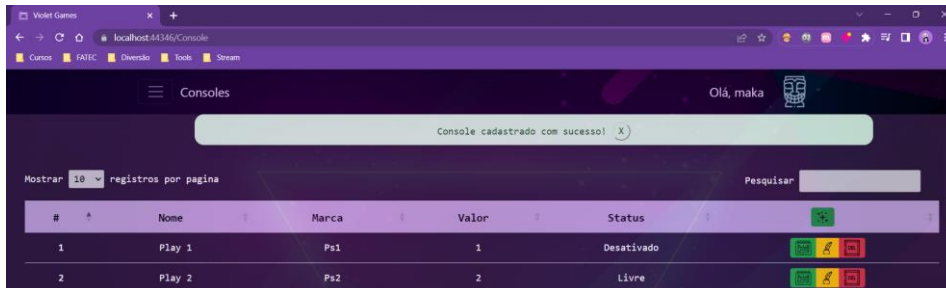 Violet Games
localhost:44346/Console
Cursos FATEC Diversão Tools Stream
Consoles Olá, maka
Console cadastrado com sucesso! X
Mostrar 10 registros por pagina Pesquisar
# Nome Marca Valor Status
1 Play 1 Ps1 1 Desativado
2 Play 2 Ps2 2 Livre